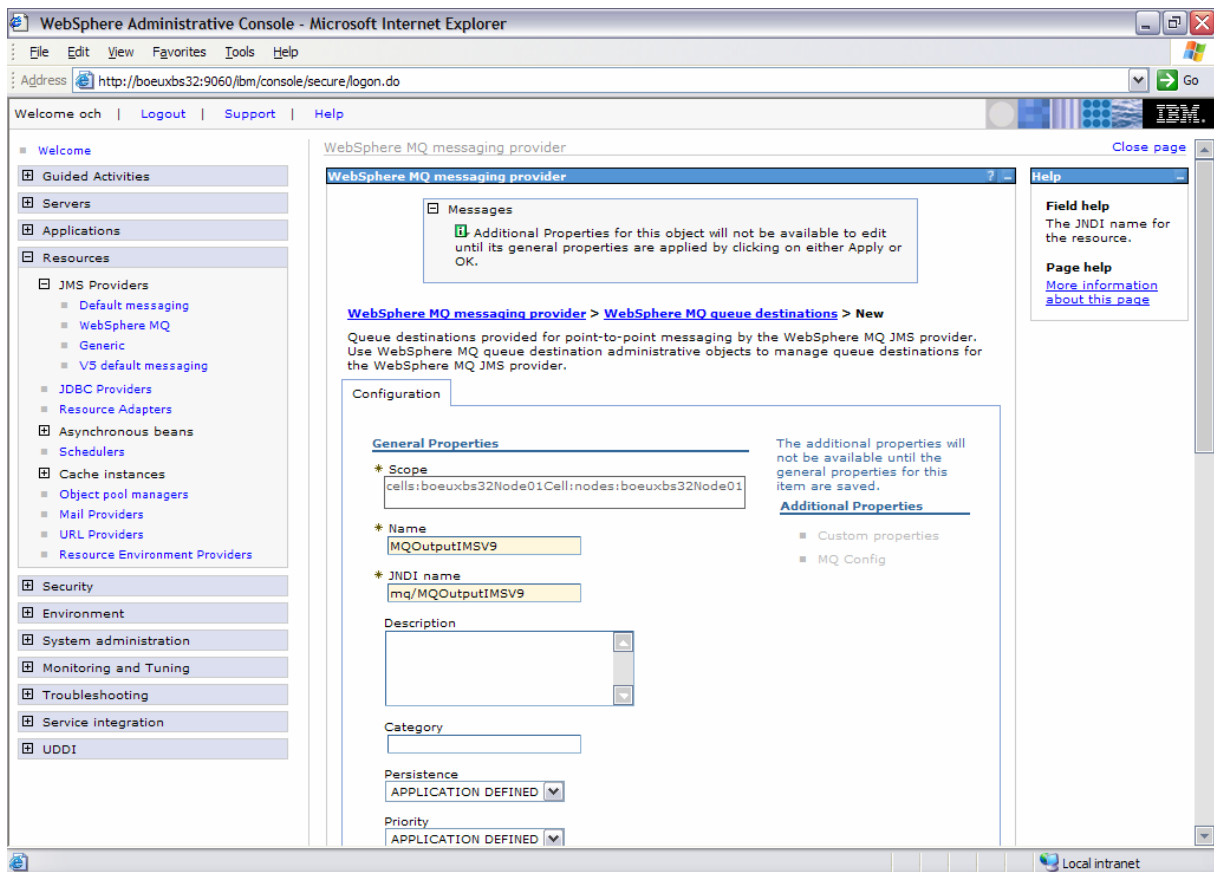 WebSphere Administrative Console - Microsoft Internet Explorer
File Edit View Favorites Tools Help
Address http://boeuxbs32:9060/ibm/console/secure/logon.do Go
Welcome och | Logout | Support | Help
IBM.
Welcome
Guided Activities
Servers
Applications
Resources
JMS Providers
Default messaging
WebSphere MQ
Generic
V5 default messaging
JDBC Providers
Resource Adapters
Asynchronous beans
Schedulers
Cache instances
Object pool managers
Mail Providers
URL Providers
Resource Environment Providers
Security
Environment
System administration
Monitoring and Tuning
Troubleshooting
Service integration
UDDI
WebSphere MQ messaging provider
Close page
WebSphere MQ messaging provider ?
Messages
Additional Properties for this object will not be available to edit
until its general properties are applied by clicking on either Apply or
OK.
WebSphere MQ messaging provider > WebSphere MQ queue destinations > New
Queue destinations provided for point-to-point messaging by the WebSphere MQ JMS provider.
Use WebSphere MQ queue destination administrative objects to manage queue destinations for
the WebSphere MQ JMS provider.
Configuration
General Properties
* Scope
cells:boeuxbs32Node01Cell:nodes:boeuxbs32Node01
* Name
MQOutputIMSV9
* JNDI name
mq/MQOutputIMSV9
Description
Category
Persistence
APPLICATION DEFINED
Priority
APPLICATION DEFINED
The additional properties will
not be available until the
general properties for this
item are saved.
Additional Properties
Custom properties
MQ Config
Help
Field help
The JNDI name for
the resource.
Page help
More information
about this page
Local intranet